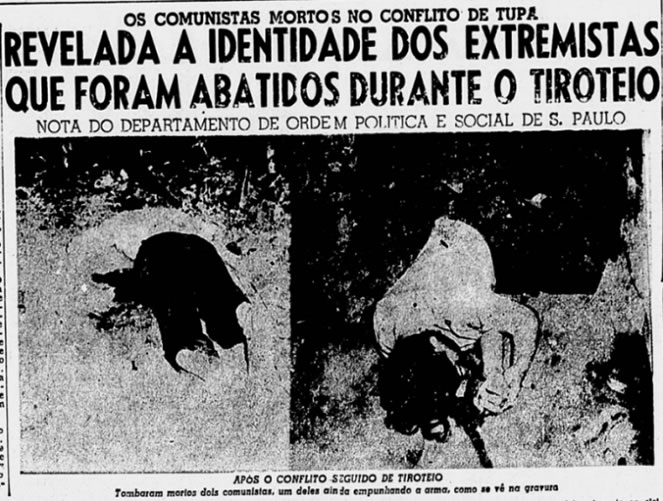 OS COMUNISTAS MORTOS NO CONFLITO DE TUPÃ
REVELADA A IDENTIDADE DOS EXTREMISTAS
QUE FORAM ABATIDOS DURANTE O TIROTEIO
NOTA DO DEPARTAMENTO DE ORDEM POLITICA E SOCIAL DE S. PAULO
APÓS O CONFLITO SEGUIDO DE TIROTEIO
Tombaram mortos dois comunistas, um deles ainda empunhando a arma, como se vê na gravura